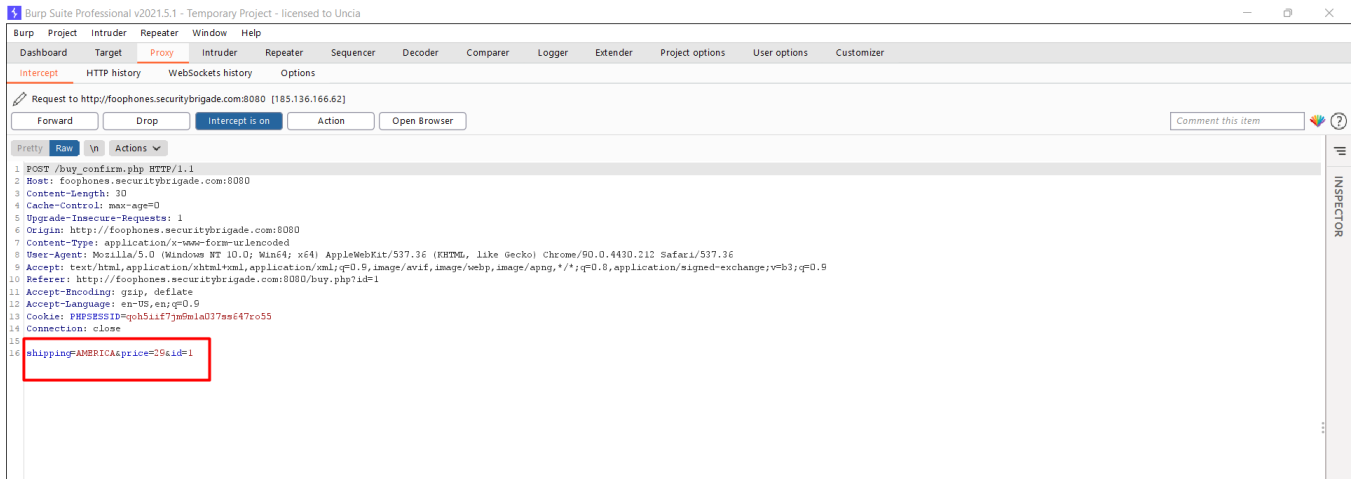 Burp Suite Professional v2021.5.1 - Temporary Project - licensed to Uncia
Burp Project Intruder Repeater Window Help
Dashboard Target Proxy Intruder Repeater Sequencer Decoder Comparer Logger Extender Project options User options Customizer
Intercept HTTP history WebSockets history Options
Request to http://foophones.securitybrigade.com:8080 [185.136.166.62]
Forward Drop Intercept is on Action Open Browser Comment this item ?
Pretty Raw \n Actions
INSPECTOR
1 POST /buy_confirm.php HTTP/1.1
2 Host: foophones.securitybrigade.com:8080
3 Content-Length: 30
4 Cache-Control: max-age=0
5 Upgrade-Insecure-Requests: 1
6 Origin: http://foophones.securitybrigade.com:8080
7 Content-Type: application/x-www-form-urlencoded
8 User-Agent: Mozilla/5.0 (Windows NT 10.0; Win64; x64) AppleWebKit/537.36 (KHTML, like Gecko) Chrome/90.0.4430.212 Safari/537.36
9 Accept: text/html,application/xhtml+xml,application/xml;q=0.9,image/avif,image/webp,image/apng,*/*;q=0.8,application/signed-exchange;v=b3;q=0.9
10 Referer: http://foophones.securitybrigade.com:8080/buy.php?id=1
11 Accept-Encoding: gzip, deflate
12 Accept-Language: en-US,en;q=0.9
13 Cookie: PHPSESSID=qoh5iif7jm9m1a037ss647ro55
14 Connection: close
15
16 shipping=AMERICA&price=29&id=1